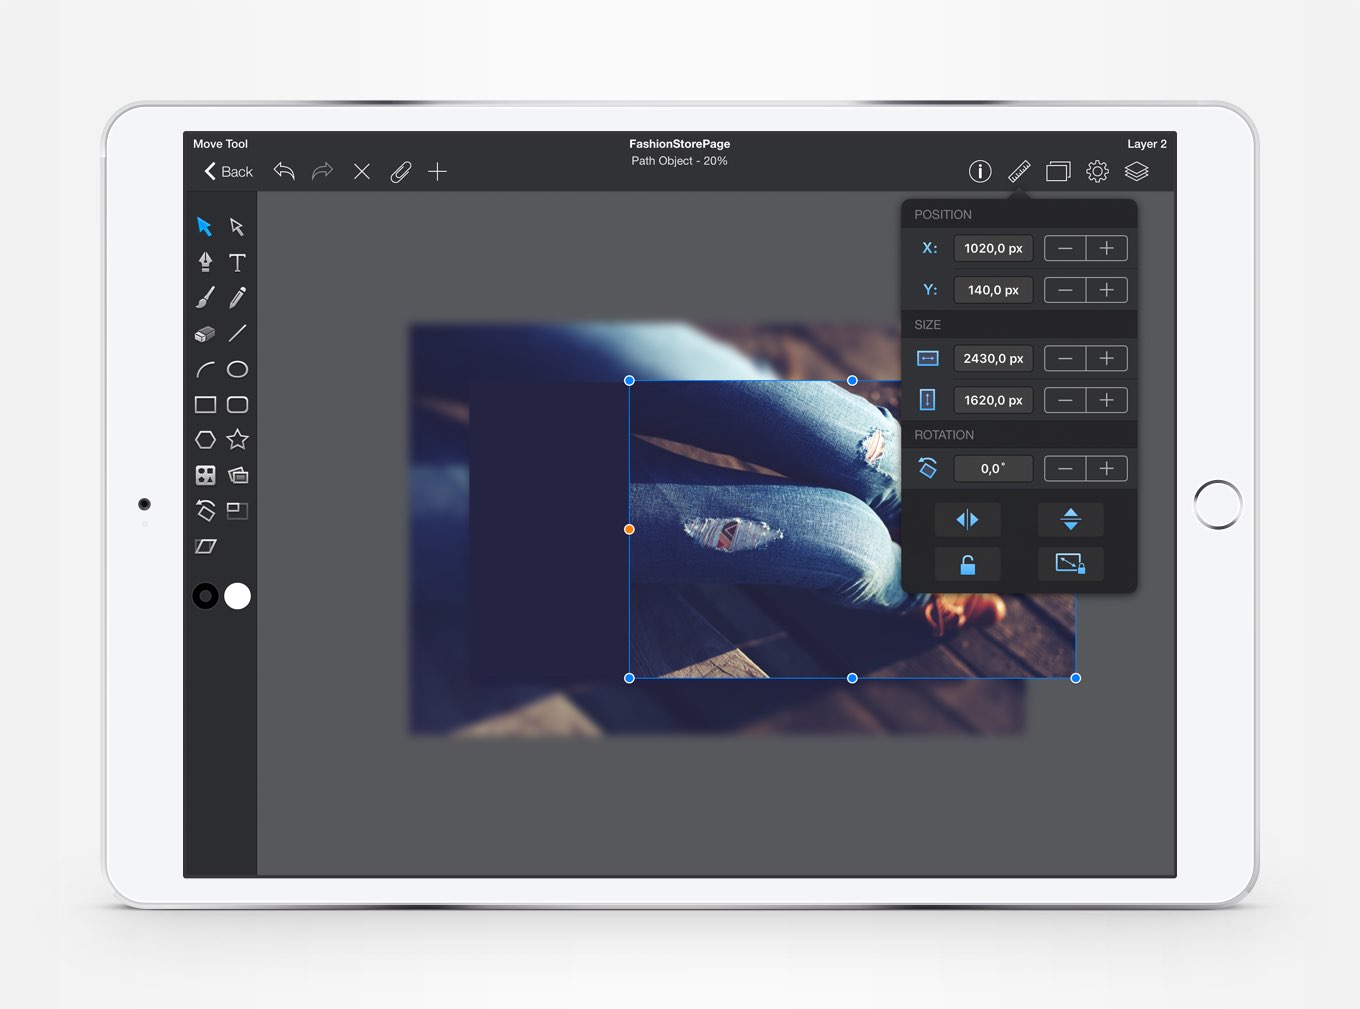 Move Tool
FashionStorePage
Layer 2
Back
Path Object - 20%
POSITION
X: 1020,0 px
Y: 140,0 px
SIZE
2430,0 px
1620,0 px
ROTATION
0,0°